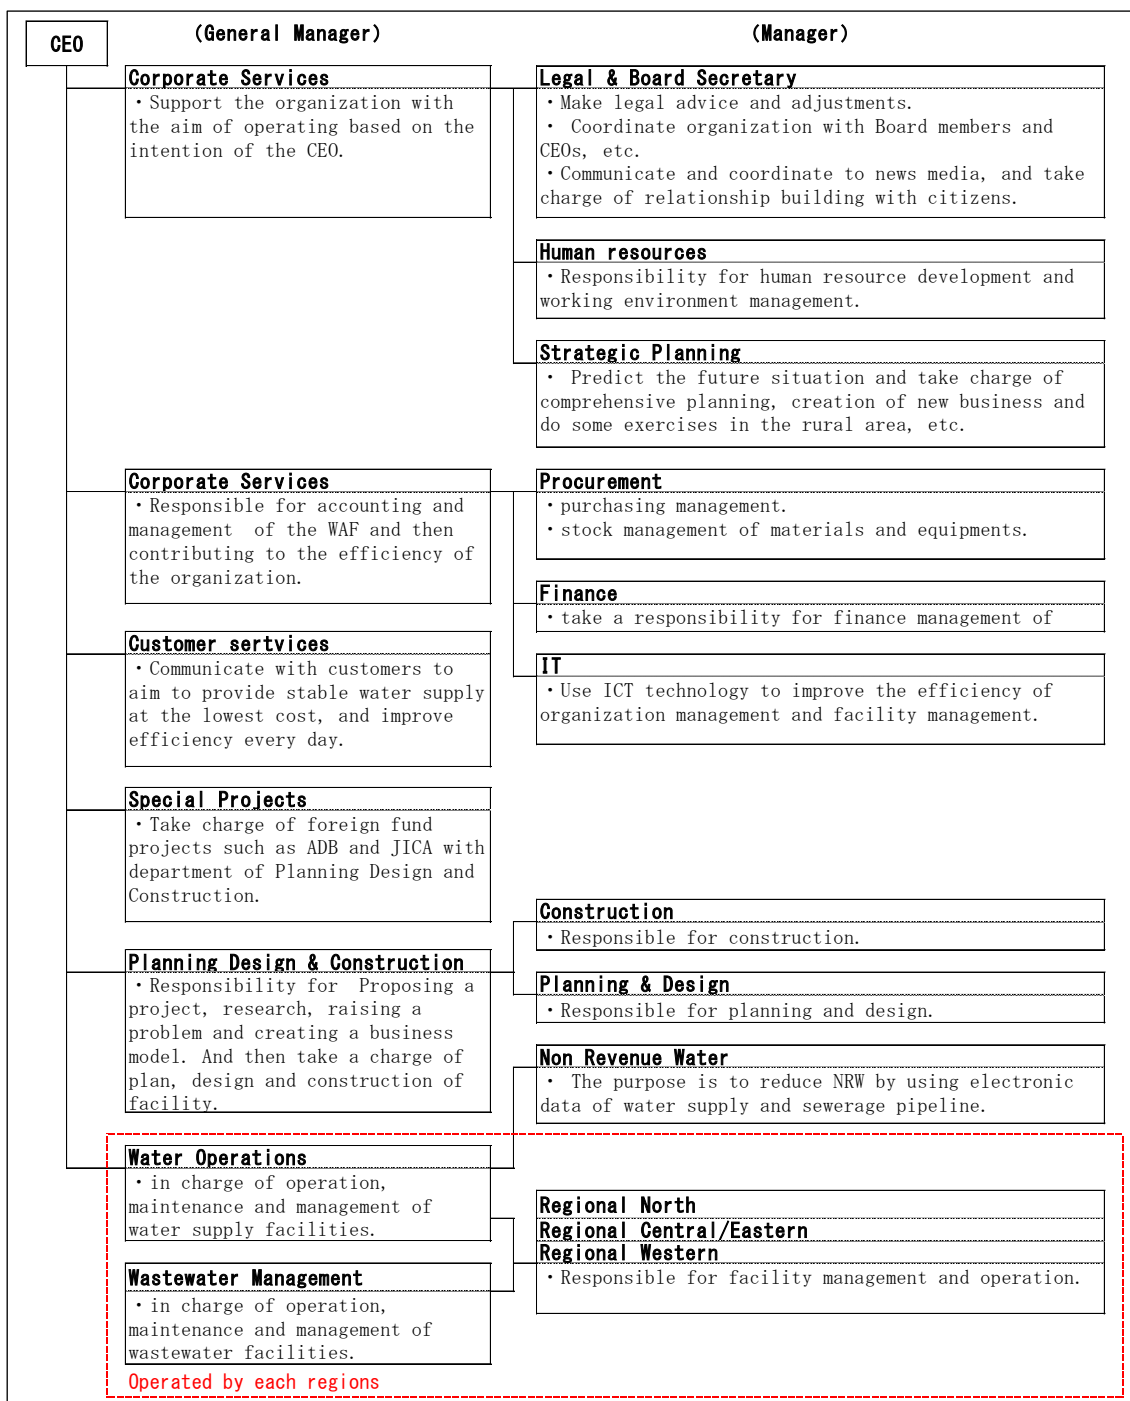 CEO
(General Manager)
(Manager)
Corporate Services
・Support the organization with
the aim of operating based on the
intention of the CEO.
Legal & Board Secretary
・Make legal advice and adjustments.
・ Coordinate organization with Board members and
CEOs, etc.
・Communicate and coordinate to news media, and take
charge of relationship building with citizens.
Human resources
・Responsibility for human resource development and
working environment management.
Strategic Planning
・ Predict the future situation and take charge of
comprehensive planning, creation of new business and
do some exercises in the rural area, etc.
Corporate Services
・Responsible for accounting and
management of the WAF and then
contributing to the efficiency of
the organization.
Procurement
・purchasing management.
・stock management of materials and equipments.
Finance
・take a responsibility for finance management of
Customer sertvices
・Communicate with customers to
aim to provide stable water supply
at the lowest cost, and improve
efficiency every day.
IT
・Use ICT technology to improve the efficiency of
organization management and facility management.
Special Projects
・Take charge of foreign fund
projects such as ADB and JICA with
department of Planning Design and
Construction.
Construction
・Responsible for construction.
Planning Design & Construction
・Responsibility for Proposing a
project, research, raising a
problem and creating a business
model. And then take a charge of
plan, design and construction of
facility.
Planning & Design
・Responsible for planning and design.
Non Revenue Water
・ The purpose is to reduce NRW by using electronic
data of water supply and sewerage pipeline.
Water Operations
・in charge of operation,
maintenance and management of
water supply facilities.
Regional North
Regional Central/Eastern
Regional Western
・Responsible for facility management and operation.
Wastewater Management
・in charge of operation,
maintenance and management of
wastewater facilities.
Operated by each regions